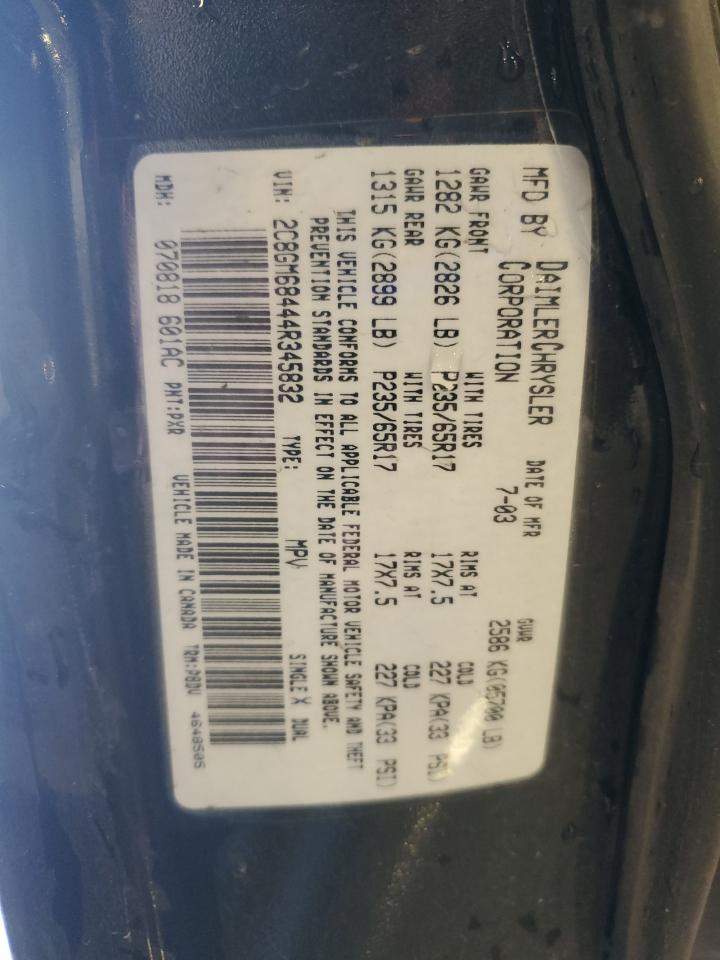 MFD BY DAIMLERCHRYSLER CORPORATION
DATE OF MFR 7-03
GVWR 2586 KG(05700 LB)
GAWR FRONT WITH TIRES RIMS AT COLD
1282 KG(2826 LB) P235/65R17 17X7.5 227 KPA(33 PSI)
GAWR REAR WITH TIRES RIMS AT COLD
1315 KG(2899 LB) P235/65R17 17X7.5 227 KPA(33 PSI)
THIS VEHICLE CONFORMS TO ALL APPLICABLE FEDERAL MOTOR VEHICLE SAFETY AND THEFT
PREVENTION STANDARDS IN EFFECT ON THE DATE OF MANUFACTURE SHOWN ABOVE.
VIN: 2C8GM68444R345832 TYPE: MPV SINGLE X DUAL
MDH: 070818 601AC PNT:PXR VEHICLE MADE IN CANADA TRM:P8DV 4648505